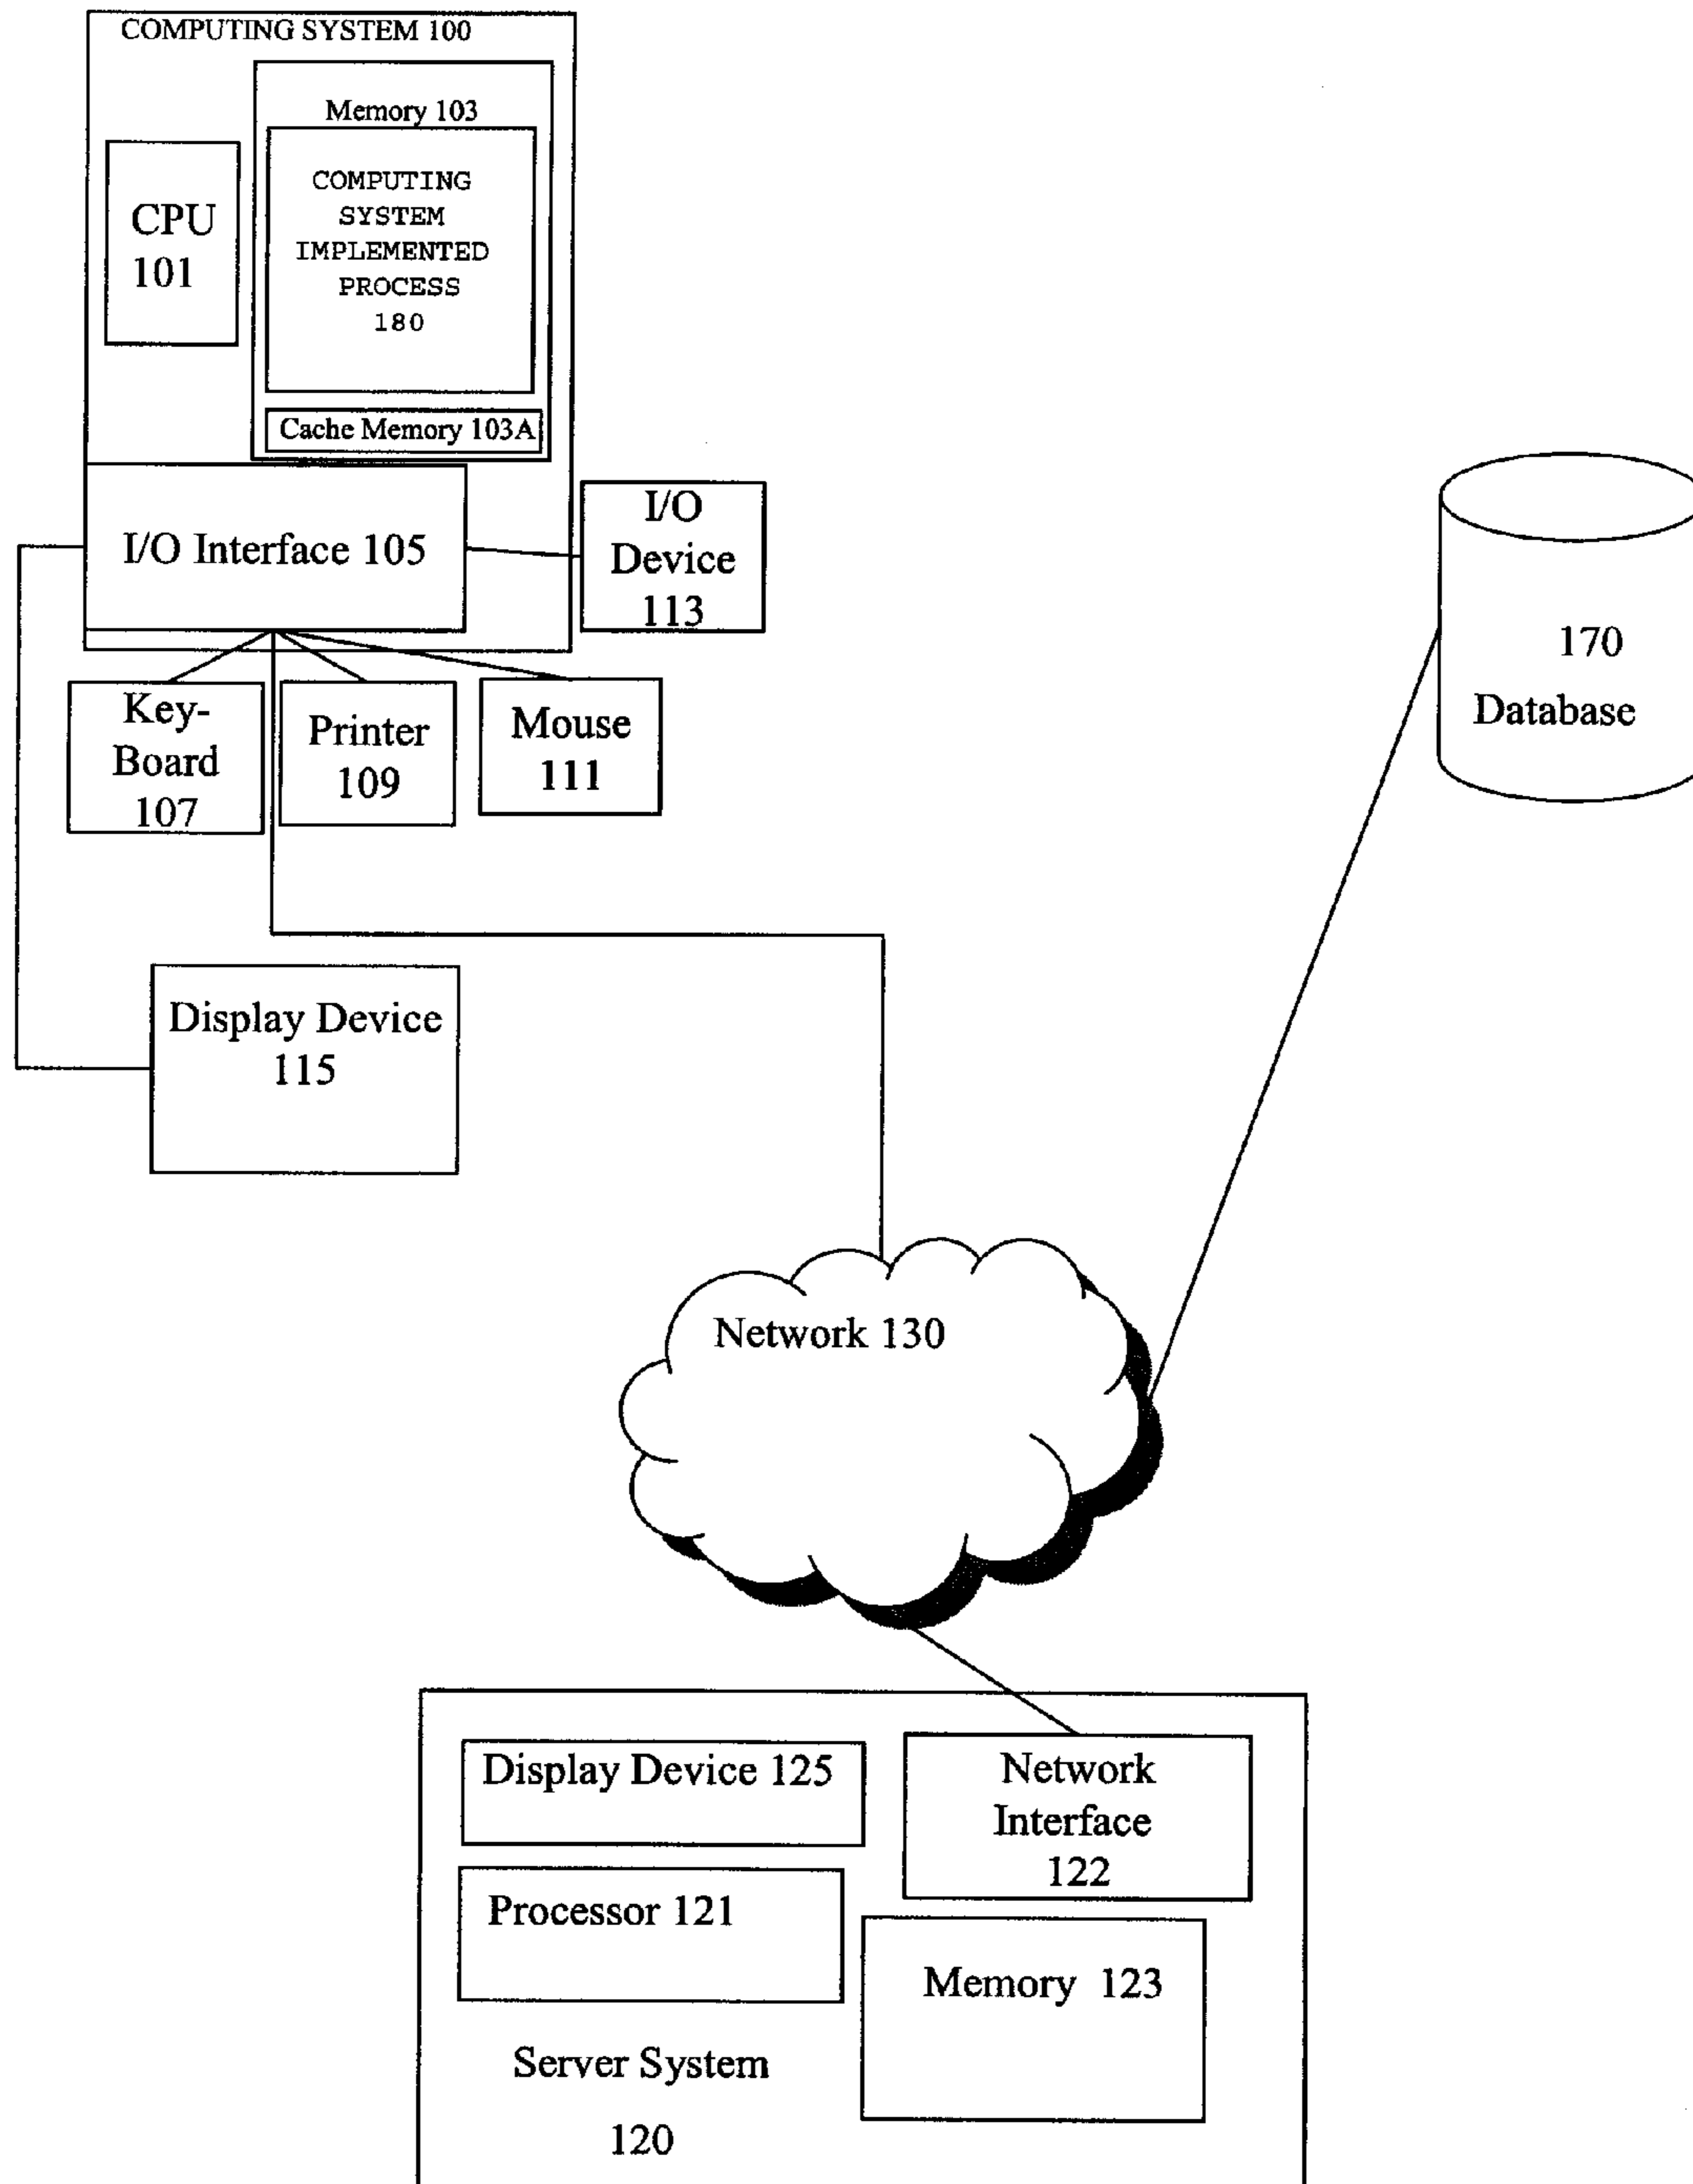 COMPUTING SYSTEM 100
Memory 103
COMPUTING
SYSTEM
IMPLEMENTED
PROCESS
180
CPU
101
Cache Memory 103A
I/O Interface 105
I/O
Device
113
Key-
Board
107
Printer
109
Mouse
111
170
Database
Display Device
115
Network 130
Display Device 125
Network
Interface
122
Processor 121
Memory 123
Server System
120